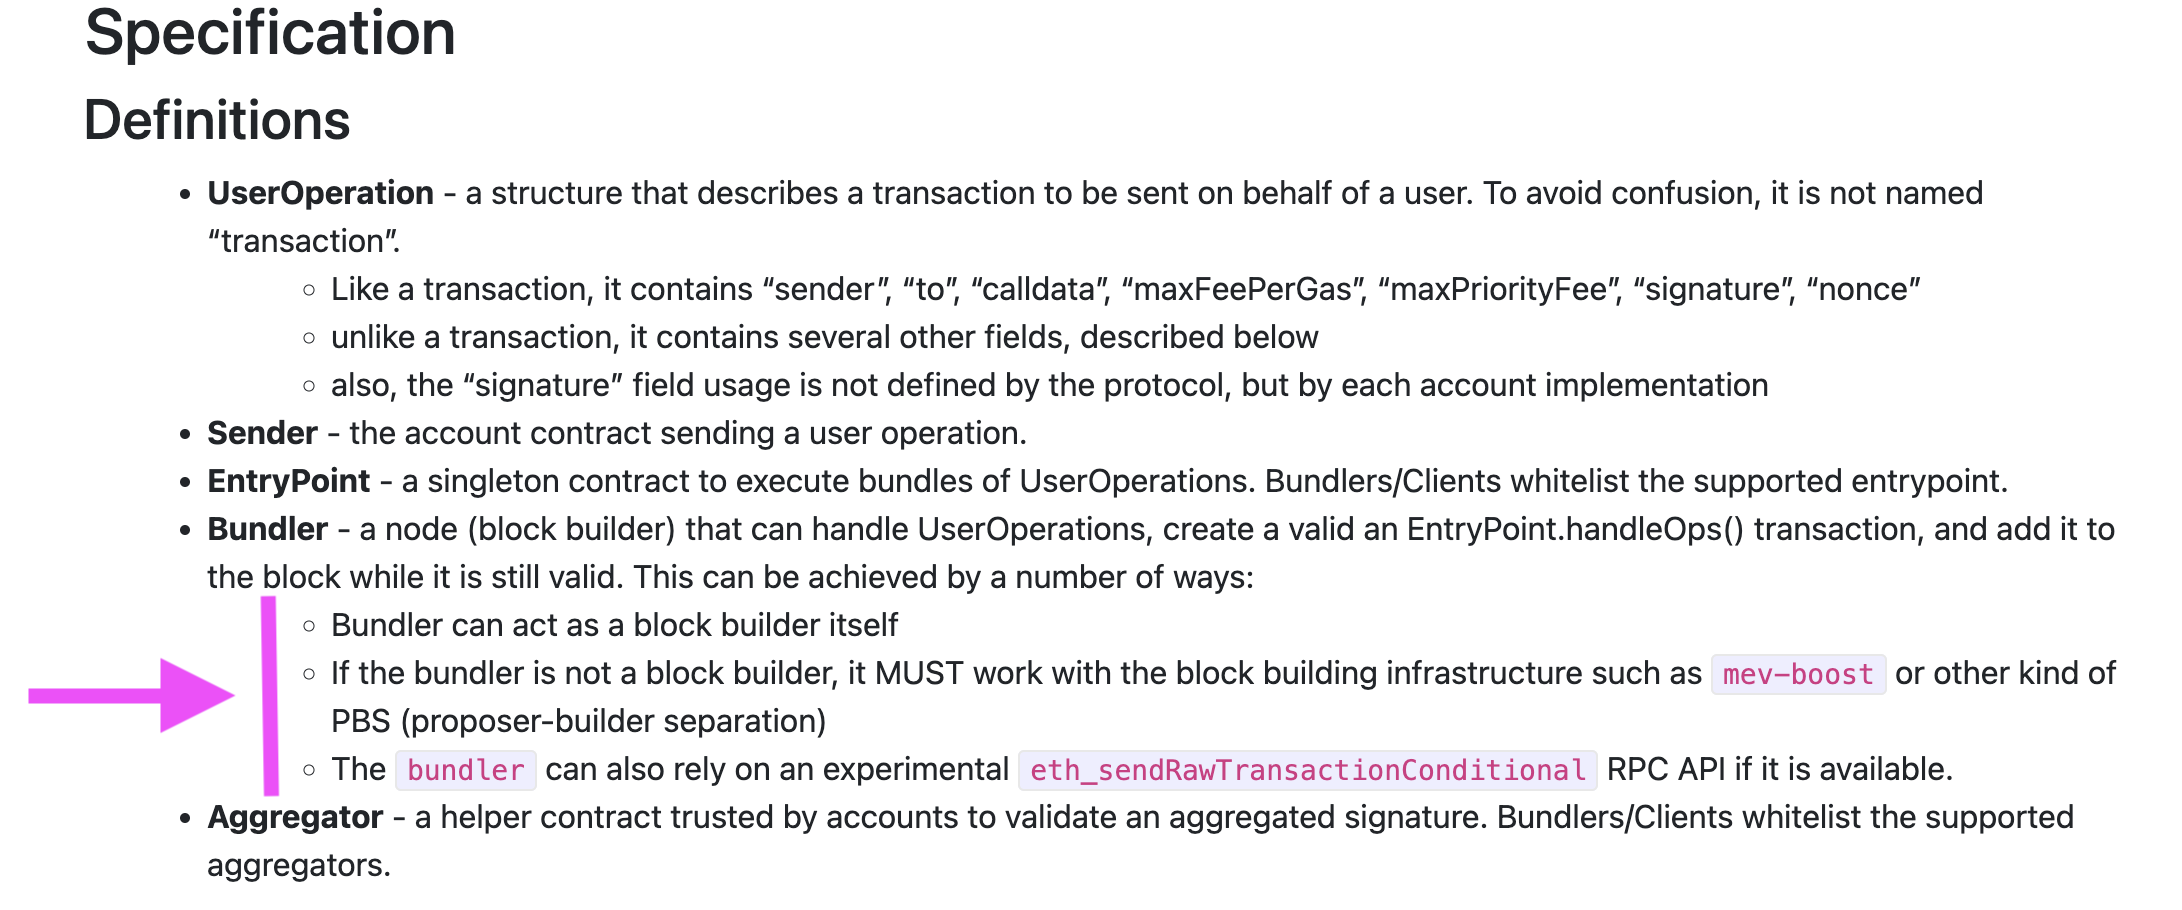 Specification
Definitions
• UserOperation - a structure that describes a transaction to be sent on behalf of a user. To avoid confusion, it is not named
“transaction”.
◦ Like a transaction, it contains “sender”, “to”, “calldata”, “maxFeePerGas”, “maxPriorityFee”, “signature”, “nonce”
◦ unlike a transaction, it contains several other fields, described below
◦ also, the “signature” field usage is not defined by the protocol, but by each account implementation
• Sender - the account contract sending a user operation.
• EntryPoint - a singleton contract to execute bundles of UserOperations. Bundlers/Clients whitelist the supported entrypoint.
• Bundler - a node (block builder) that can handle UserOperations, create a valid an EntryPoint.handleOps() transaction, and add it to
the block while it is still valid. This can be achieved by a number of ways:
◦ Bundler can act as a block builder itself
◦ If the bundler is not a block builder, it MUST work with the block building infrastructure such as mev-boost or other kind of
PBS (proposer-builder separation)
◦ The bundler can also rely on an experimental eth_sendRawTransactionConditional RPC API if it is available.
• Aggregator - a helper contract trusted by accounts to validate an aggregated signature. Bundlers/Clients whitelist the supported
aggregators.